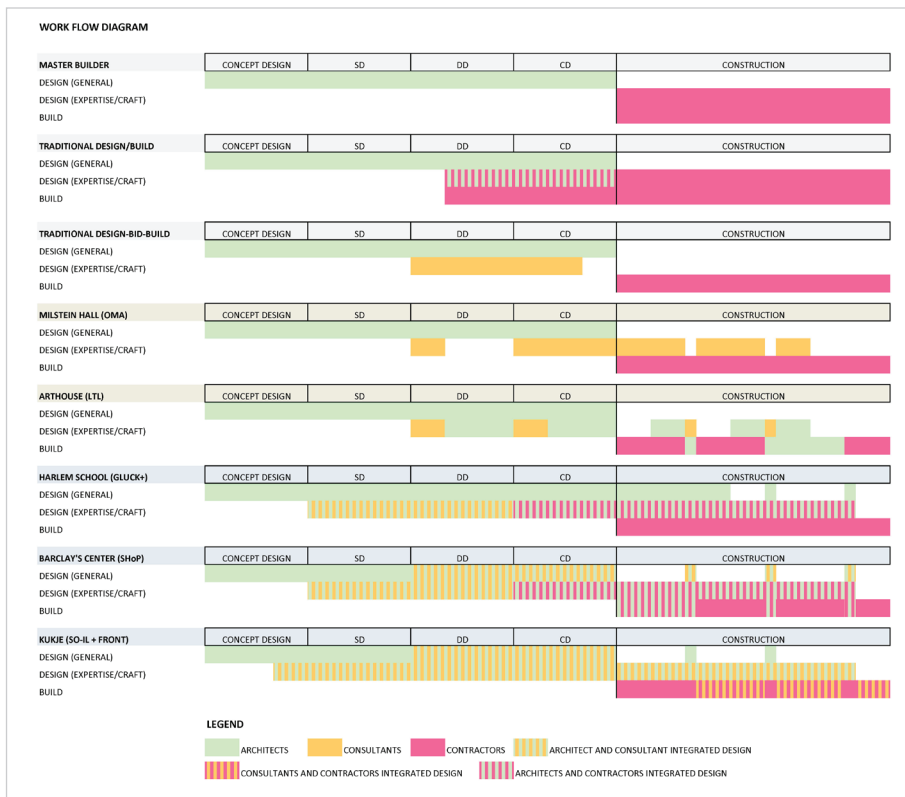 WORK FLOW DIAGRAM
MASTER BUILDER CONCEPT DESIGN SD DD CD CONSTRUCTION
DESIGN (GENERAL)
DESIGN (EXPERTISE/CRAFT)
BUILD
TRADITIONAL DESIGN/BUILD CONCEPT DESIGN SD DD CD CONSTRUCTION
DESIGN (GENERAL)
DESIGN (EXPERTISE/CRAFT)
BUILD
TRADITIONAL DESIGN-BID-BUILD CONCEPT DESIGN SD DD CD CONSTRUCTION
DESIGN (GENERAL)
DESIGN (EXPERTISE/CRAFT)
BUILD
MILSTEIN HALL (OMA) CONCEPT DESIGN SD DD CD CONSTRUCTION
DESIGN (GENERAL)
DESIGN (EXPERTISE/CRAFT)
BUILD
ARTHOUSE (LTL) CONCEPT DESIGN SD DD CD CONSTRUCTION
DESIGN (GENERAL)
DESIGN (EXPERTISE/CRAFT)
BUILD
HARLEM SCHOOL (GLUCK+) CONCEPT DESIGN SD DD CD CONSTRUCTION
DESIGN (GENERAL)
DESIGN (EXPERTISE/CRAFT)
BUILD
BARCLAY'S CENTER (SHoP) CONCEPT DESIGN SD DD CD CONSTRUCTION
DESIGN (GENERAL)
DESIGN (EXPERTISE/CRAFT)
BUILD
KUKJE (SO-IL + FRONT) CONCEPT DESIGN SD DD CD CONSTRUCTION
DESIGN (GENERAL)
DESIGN (EXPERTISE/CRAFT)
BUILD
LEGEND
ARCHITECTS CONSULTANTS CONTRACTORS ARCHITECT AND CONSULTANT INTEGRATED DESIGN
CONSULTANTS AND CONTRACTORS INTEGRATED DESIGN ARCHITECTS AND CONTRACTORS INTEGRATED DESIGN